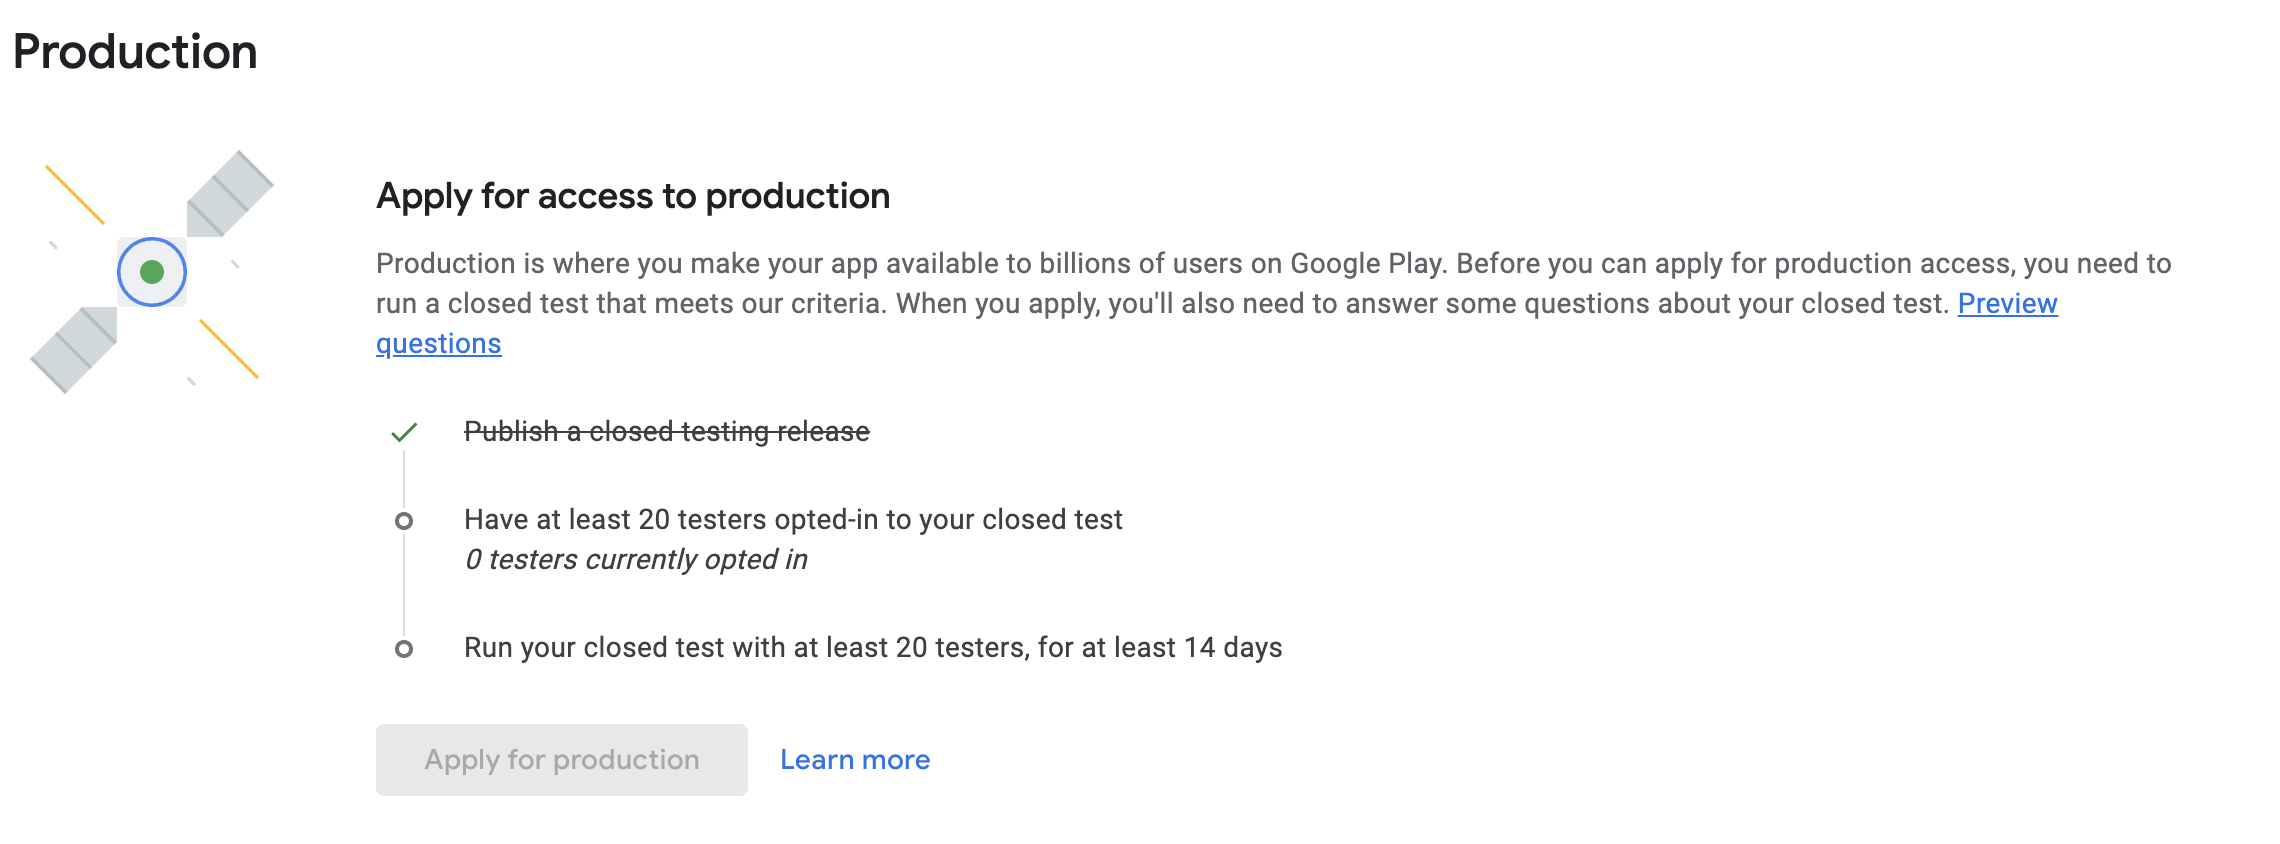 Production
Apply for access to production
Production is where you make your app available to billions of users on Google Play. Before you can apply for production access, you need to
run a closed test that meets our criteria. When you apply, you'll also need to answer some questions about your closed test. Preview
questions
Publish a closed testing release
Have at least 20 testers opted-in to your closed test
0 testers currently opted in
Run your closed test with at least 20 testers, for at least 14 days
Apply for production
Learn more